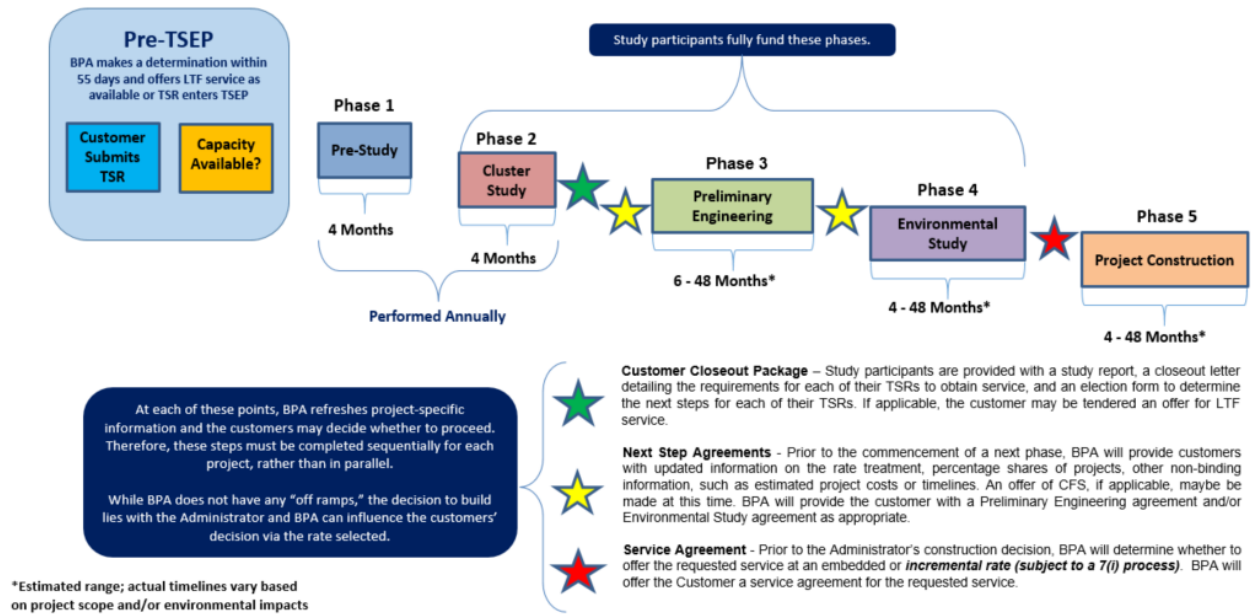 Pre-TSEP
BPA makes a determination within
55 days and offers LTF service as
available or TSR enters TSEP
Customer
Submits
TSR
Capacity
Available?
Study participants fully fund these phases.
Phase 1
Pre-Study
4 Months
Phase 2
Cluster
Study
4 Months
Performed Annually
Phase 3
Preliminary
Engineering
6 - 48 Months*
Phase 4
Environmental
Study
4 - 48 Months*
Phase 5
Project Construction
4 - 48 Months*
At each of these points, BPA refreshes project-specific
information and the customers may decide whether to proceed.
Therefore, these steps must be completed sequentially for each
project, rather than in parallel.
While BPA does not have any “off ramps,” the decision to build
lies with the Administrator and BPA can influence the customers’
decision via the rate selected.
Customer Closeout Package – Study participants are provided with a study report, a closeout letter
detailing the requirements for each of their TSRs to obtain service, and an election form to determine
the next steps for each of their TSRs. If applicable, the customer may be tendered an offer for LTF
service.
Next Step Agreements - Prior to the commencement of a next phase, BPA will provide customers
with updated information on the rate treatment, percentage shares of projects, other non-binding
information, such as estimated project costs or timelines. An offer of CFS, if applicable, maybe be
made at this time. BPA will provide the customer with a Preliminary Engineering agreement and/or
Environmental Study agreement as appropriate.
Service Agreement - Prior to the Administrator’s construction decision, BPA will determine whether to
offer the requested service at an embedded or incremental rate (subject to a 7(i) process). BPA will
offer the Customer a service agreement for the requested service.
*Estimated range; actual timelines vary based
on project scope and/or environmental impacts